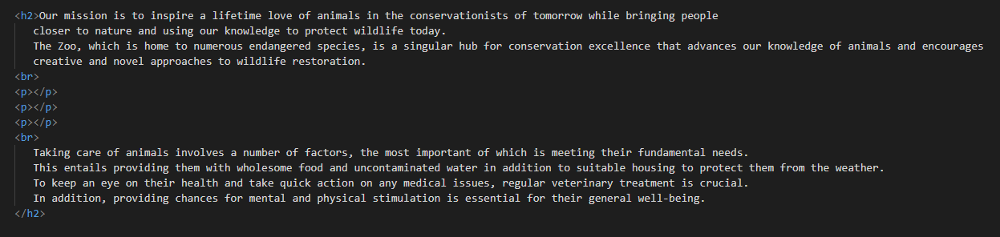 <h2>Our mission is to inspire a lifetime love of animals in the conservationists of tomorrow while bringing people
closer to nature and using our knowledge to protect wildlife today.
The Zoo, which is home to numerous endangered species, is a singular hub for conservation excellence that advances our knowledge of animals and encourages
creative and novel approaches to wildlife restoration.
<br>
<p></p>
<p></p>
<p></p>
<br>
Taking care of animals involves a number of factors, the most important of which is meeting their fundamental needs.
This entails providing them with wholesome food and uncontaminated water in addition to suitable housing to protect them from the weather.
To keep an eye on their health and take quick action on any medical issues, regular veterinary treatment is crucial.
In addition, providing chances for mental and physical stimulation is essential for their general well-being.
</h2>